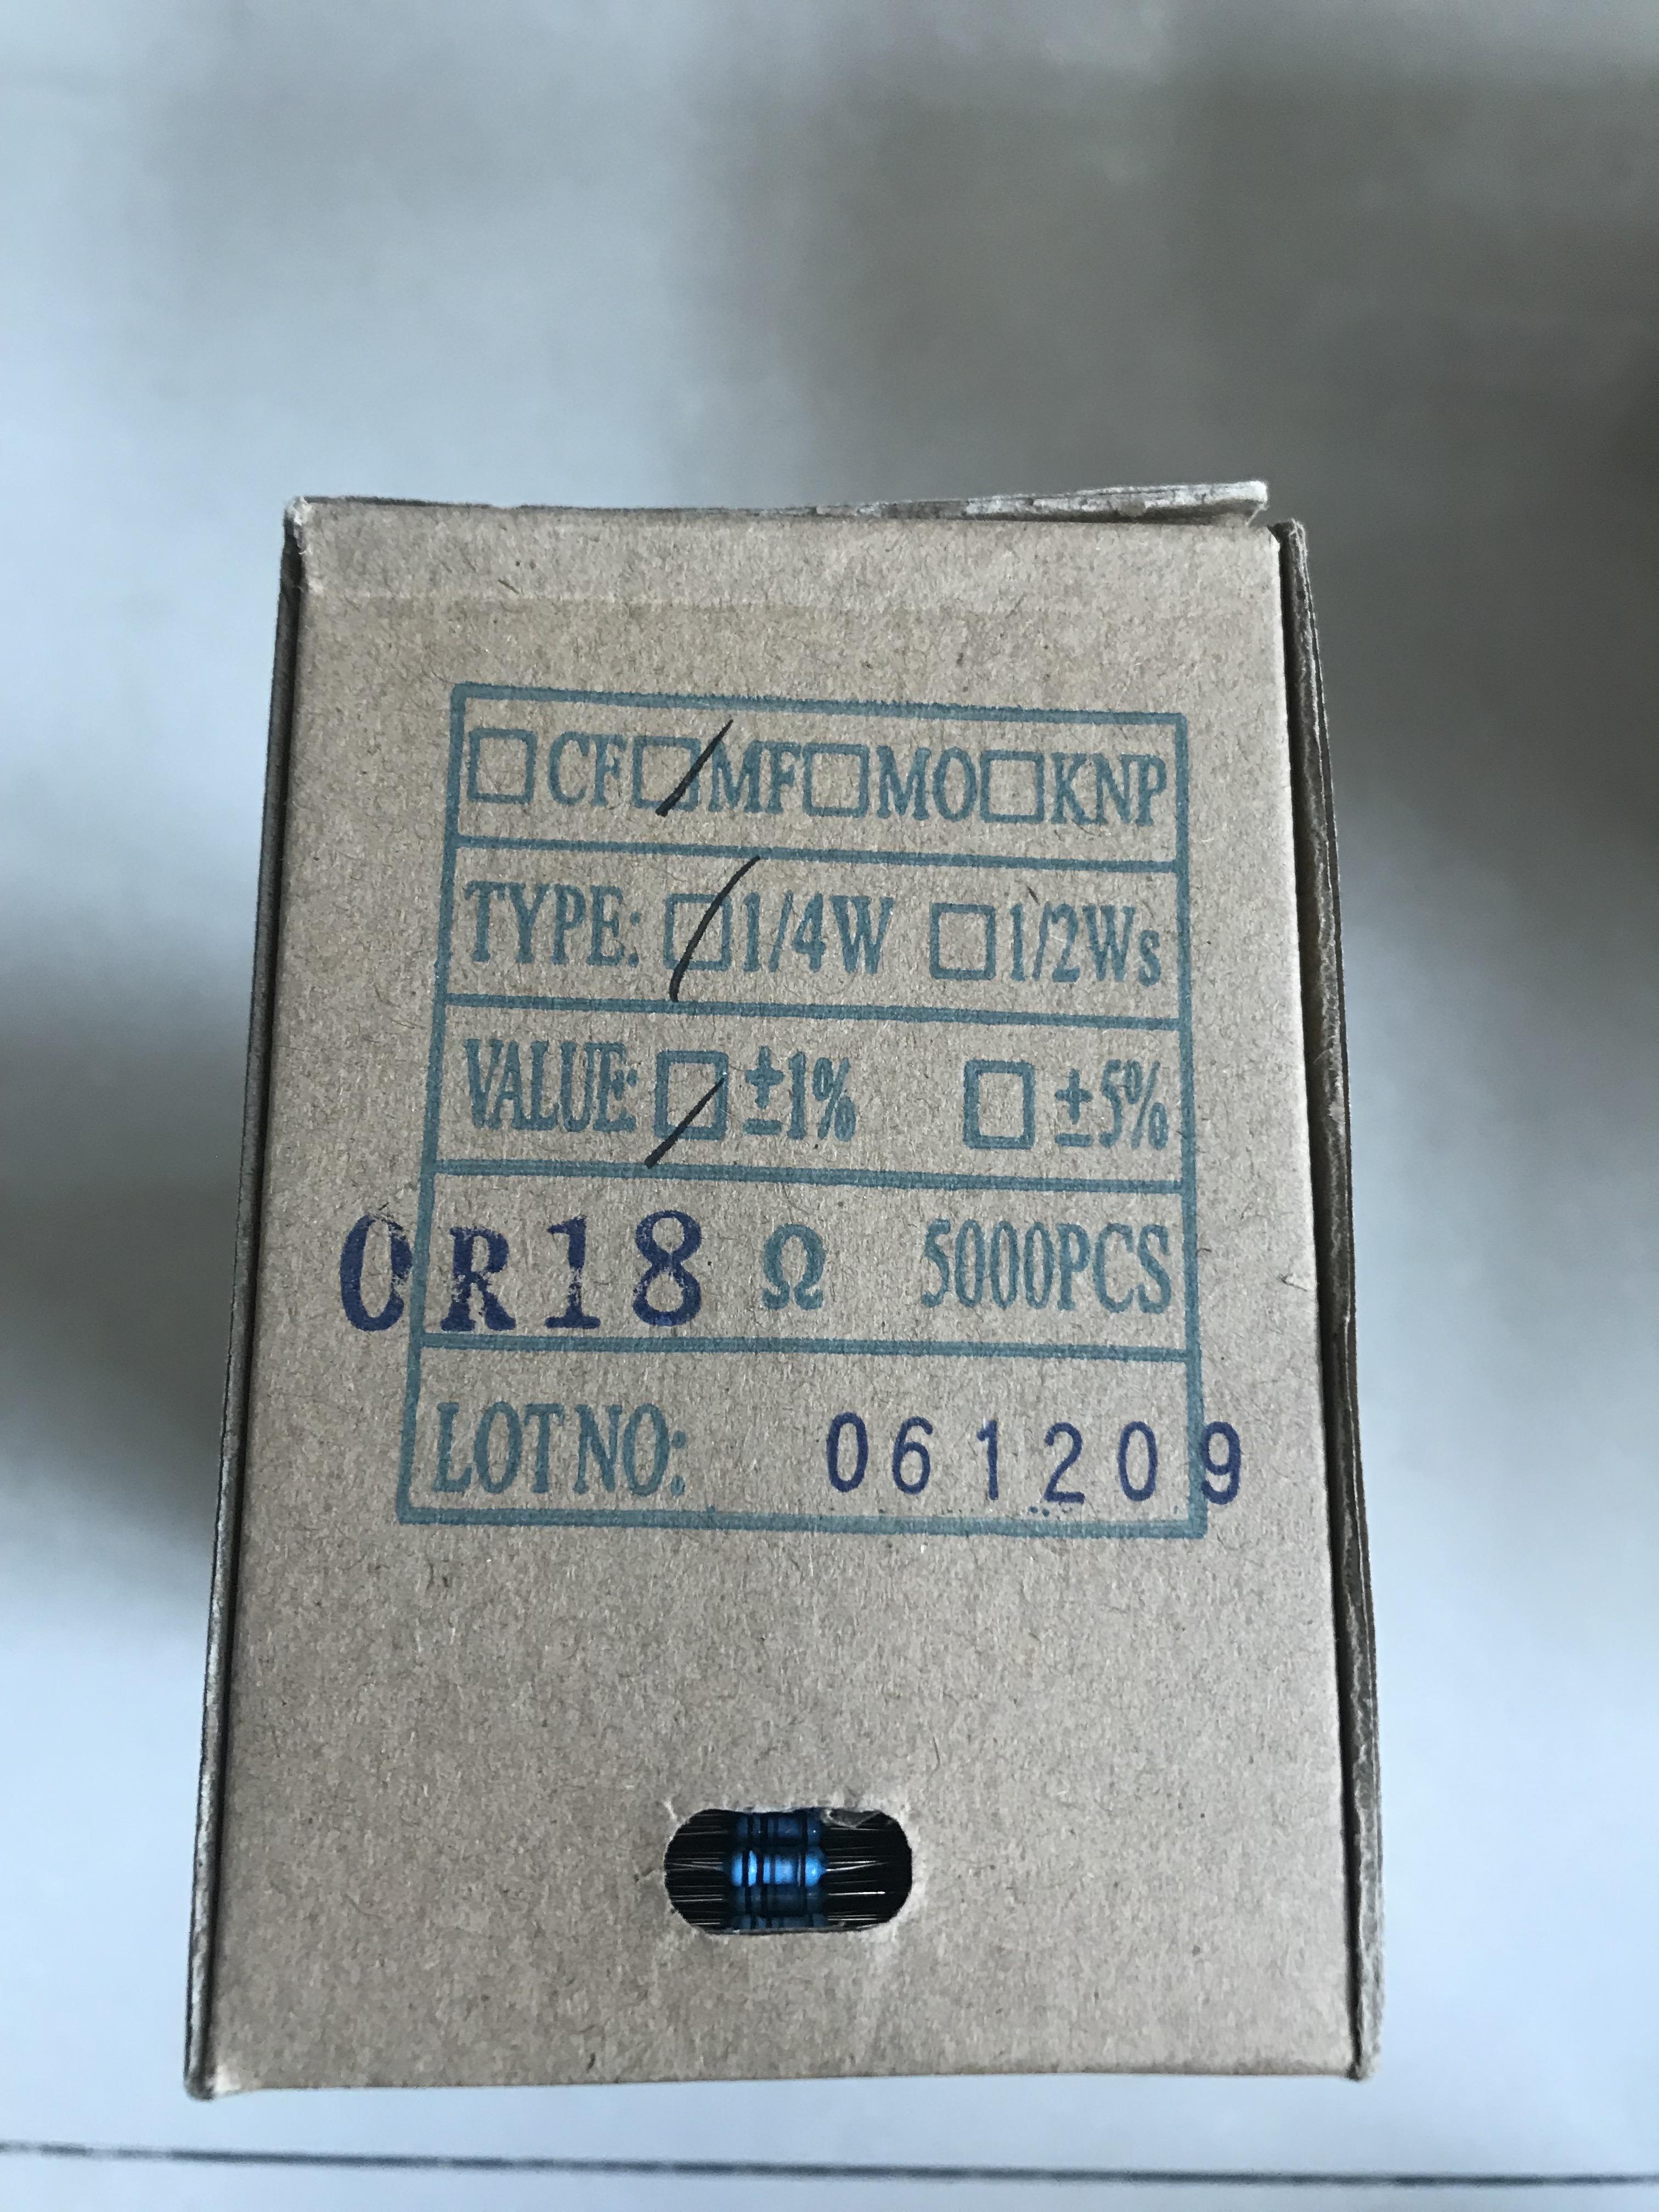 □ CF ☑ MF □ MO □ KNP
TYPE: ☑ 1/4W □ 1/2Ws
VALUE: ☑ ±1% □ ±5%
0R18 Ω 5000PCS
LOT NO: 061209